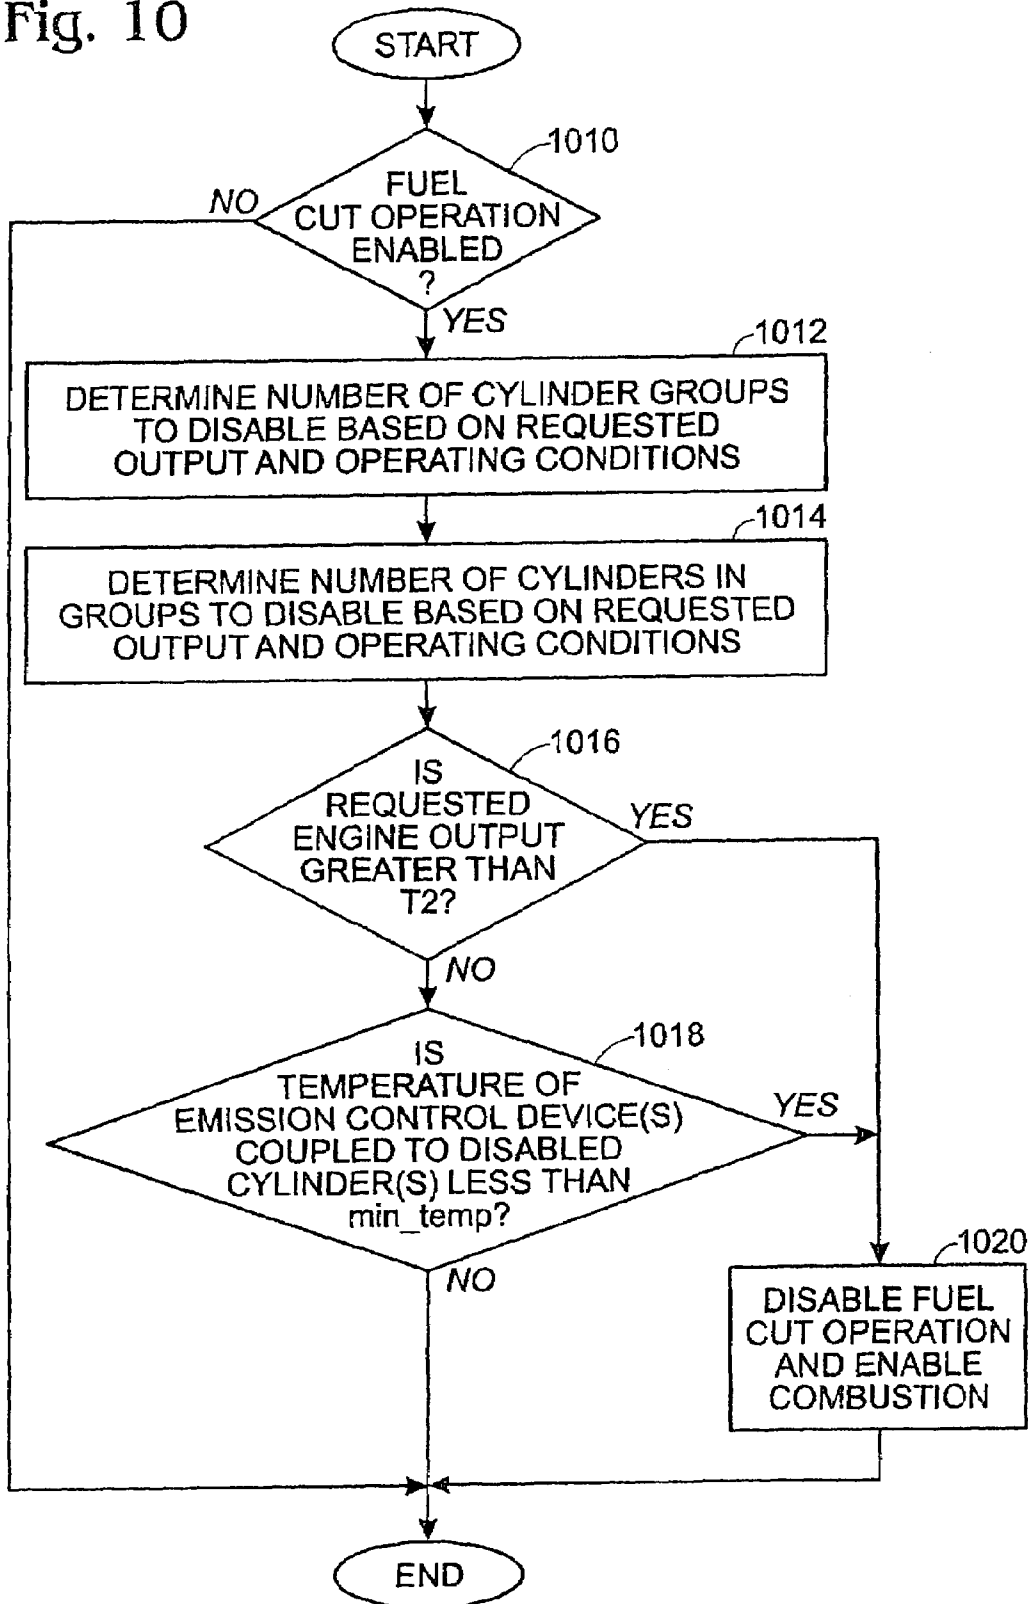 Fig. 10
START
1010
FUEL
CUT OPERATION
ENABLED
?
NO
YES
1012
DETERMINE NUMBER OF CYLINDER GROUPS
TO DISABLE BASED ON REQUESTED
OUTPUT AND OPERATING CONDITIONS
1014
DETERMINE NUMBER OF CYLINDERS IN
GROUPS TO DISABLE BASED ON REQUESTED
OUTPUT AND OPERATING CONDITIONS
1016
IS
REQUESTED
ENGINE OUTPUT
GREATER THAN
T2?
YES
NO
1018
IS
TEMPERATURE OF
EMISSION CONTROL DEVICE(S)
COUPLED TO DISABLED
CYLINDER(S) LESS THAN
min_temp?
YES
NO
1020
DISABLE FUEL
CUT OPERATION
AND ENABLE
COMBUSTION
END